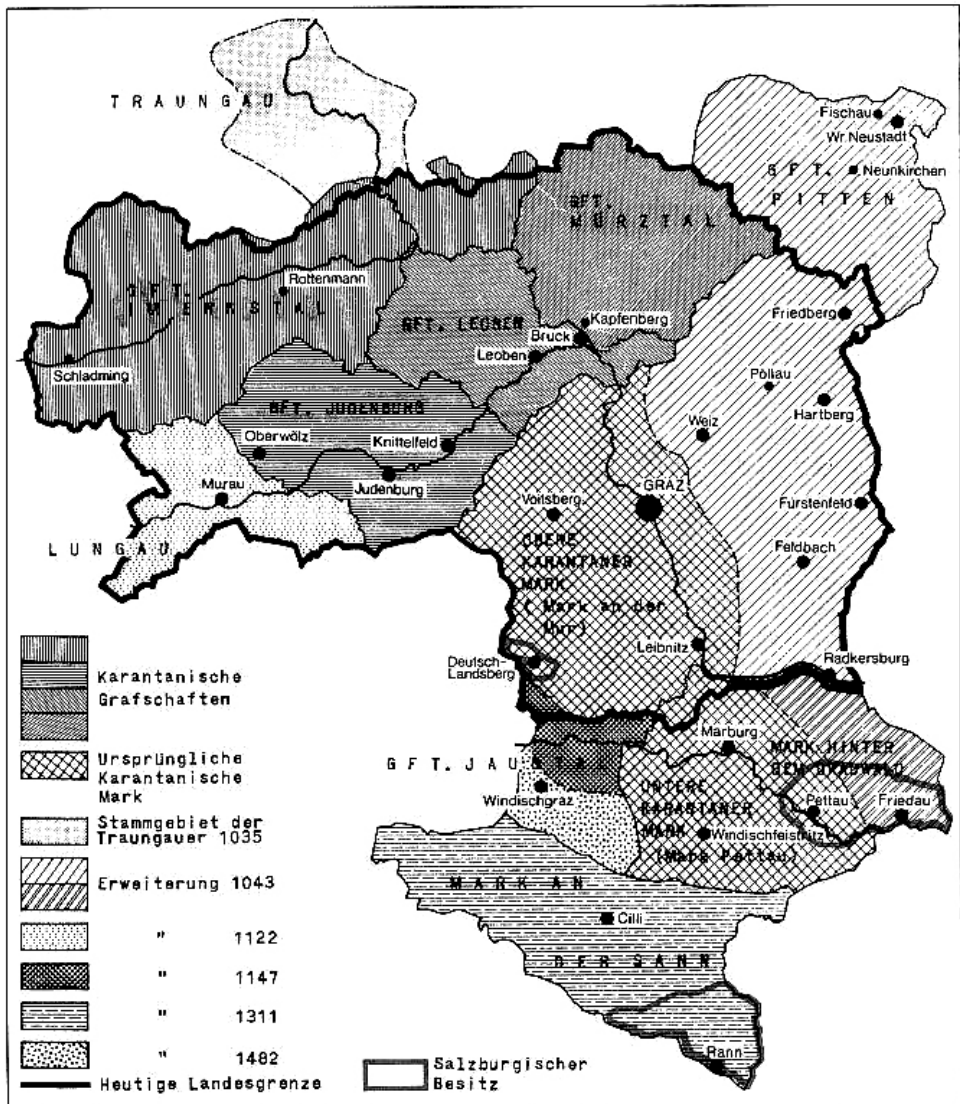 TRAUNGAU
Fischau
Wr. Neustadt
Neunkirchen
GFT.
PITTEN
GFT.
MÜRZTAL
Rottenmann
GFT.
IM ENNSTAL
GFT. LEOBEN
Kapfenberg
Bruck
Leoben
Friedberg
Schladming
Pöllau
Hartberg
GFT. JUDENBURG
Weiz
Oberwölz
Knittelfeld
Judenburg
Murau
GRAZ
Voitsberg
Fürstenfeld
LUNGAU
OBERE
KARANTANER
MARK
(Mark an der
Mur)
Feldbach
Leibnitz
Deutsch-
Landsberg
Radkersburg
Marburg
MARK HINTER
DEM DRAUWALD
GFT. JAUNTAL
Windischgraz
UNTERE
KARANTANER
MARK
(Mark Pettau)
Pettau
Friedau
Windischfeistritz
MARK AN
Cilli
DER SANN
Rann
Karantanische
Grafschaften
Ursprüngliche
Karantanische
Mark
Stammgebiet der
Traungauer 1035
Erweiterung 1043
" 1122
" 1147
" 1311
" 1482
Heutige Landesgrenze
Salzburgischer
Besitz